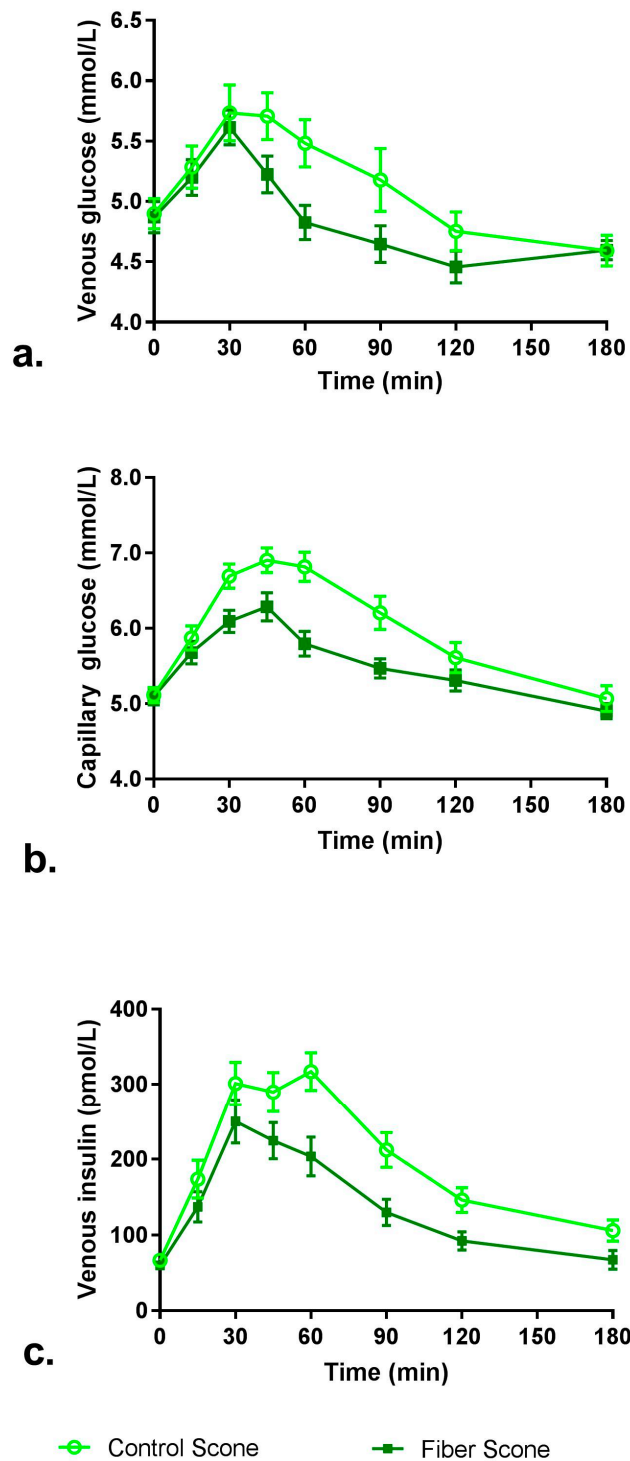 Venous glucose (mmol/L)
6.5
6.0
5.5
5.0
4.5
4.0
0 30 60 90 120 150 180
Time (min)
a.
Capillary glucose (mmol/L)
8.0
7.0
6.0
5.0
4.0
0 30 60 90 120 150 180
Time (min)
b.
Venous insulin (pmol/L)
400
300
200
100
0
0 30 60 90 120 150 180
Time (min)
c.
Control Scone Fiber Scone